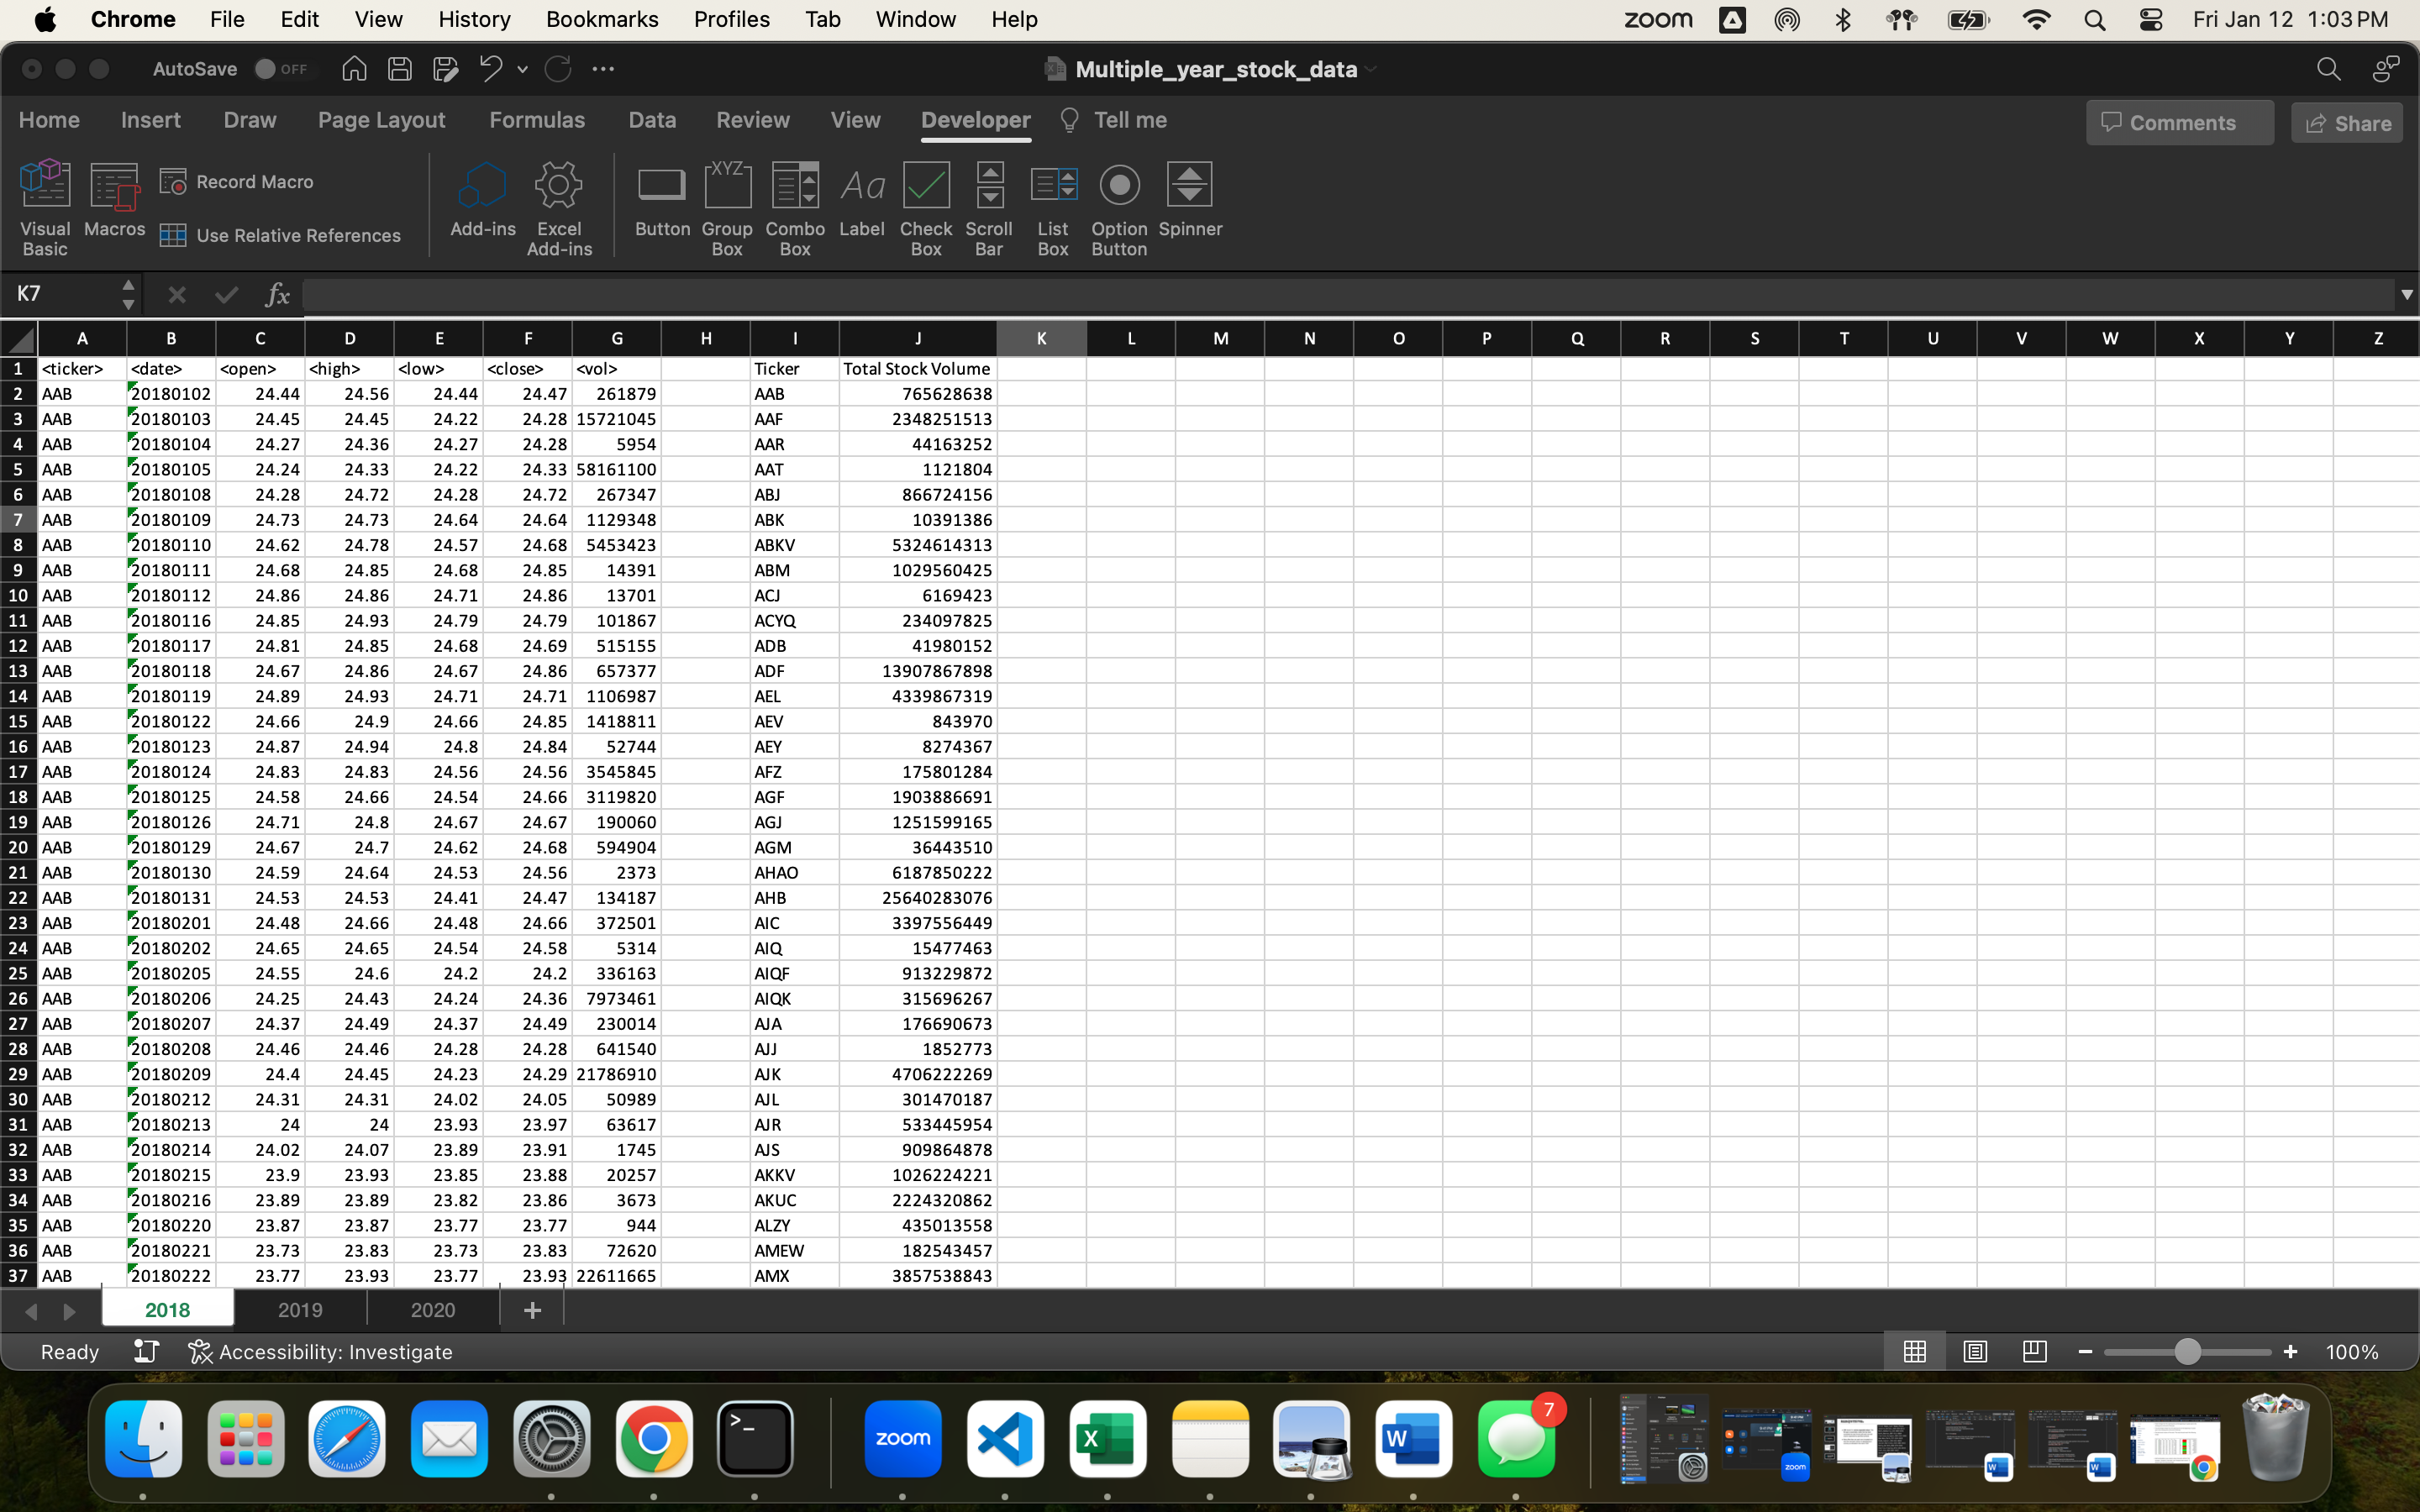 Chrome File Edit View History Bookmarks Profiles Tab Window Help zoom Fri Jan 12 1:03 PM
AutoSave OFF Multiple_year_stock_data
Home Insert Draw Page Layout Formulas Data Review View Developer Tell me Comments Share
Visual Basic Macros Record Macro Use Relative References Add-ins Excel Add-ins XYZ Aa Button Group Box Combo Box Label Check Box Scroll Bar List Box Option Button Spinner
K7 fx
A B C D E F G H I J K L M N O P Q R S T U V W X Y Z
1 <ticker> <date> <open> <high> <low> <close> <vol> Ticker Total Stock Volume
2 AAB 20180102 24.44 24.56 24.44 24.47 261879 AAB 765628638
3 AAB 20180103 24.45 24.45 24.22 24.28 15721045 AAF 2348251513
4 AAB 20180104 24.27 24.36 24.27 24.28 5954 AAR 44163252
5 AAB 20180105 24.24 24.33 24.22 24.33 58161100 AAT 1121804
6 AAB 20180108 24.28 24.72 24.28 24.72 267347 ABJ 866724156
7 AAB 20180109 24.73 24.73 24.64 24.64 1129348 ABK 10391386
8 AAB 20180110 24.62 24.78 24.57 24.68 5453423 ABKV 5324614313
9 AAB 20180111 24.68 24.85 24.68 24.85 14391 ABM 1029560425
10 AAB 20180112 24.86 24.86 24.71 24.86 13701 ACJ 6169423
11 AAB 20180116 24.85 24.93 24.79 24.79 101867 ACYQ 234097825
12 AAB 20180117 24.81 24.85 24.68 24.69 515155 ADB 41980152
13 AAB 20180118 24.67 24.86 24.67 24.86 657377 ADF 13907867898
14 AAB 20180119 24.89 24.93 24.71 24.71 1106987 AEL 4339867319
15 AAB 20180122 24.66 24.9 24.66 24.85 1418811 AEV 843970
16 AAB 20180123 24.87 24.94 24.8 24.84 52744 AEY 8274367
17 AAB 20180124 24.83 24.83 24.56 24.56 3545845 AFZ 175801284
18 AAB 20180125 24.58 24.66 24.54 24.66 3119820 AGF 1903886691
19 AAB 20180126 24.71 24.8 24.67 24.67 190060 AGJ 1251599165
20 AAB 20180129 24.67 24.7 24.62 24.68 594904 AGM 36443510
21 AAB 20180130 24.59 24.64 24.53 24.56 2373 AHAO 6187850222
22 AAB 20180131 24.53 24.53 24.41 24.47 134187 AHB 25640283076
23 AAB 20180201 24.48 24.66 24.48 24.66 372501 AIC 3397556449
24 AAB 20180202 24.65 24.65 24.54 24.58 5314 AIQ 15477463
25 AAB 20180205 24.55 24.6 24.2 24.2 336163 AIQF 913229872
26 AAB 20180206 24.25 24.43 24.24 24.36 7973461 AIQK 315696267
27 AAB 20180207 24.37 24.49 24.37 24.49 230014 AJA 176690673
28 AAB 20180208 24.46 24.46 24.28 24.28 641540 AJJ 1852773
29 AAB 20180209 24.4 24.45 24.23 24.29 21786910 AJK 4706222269
30 AAB 20180212 24.31 24.31 24.02 24.05 50989 AJL 301470187
31 AAB 20180213 24 24 23.93 23.97 63617 AJR 533445954
32 AAB 20180214 24.02 24.07 23.89 23.91 1745 AJS 909864878
33 AAB 20180215 23.9 23.93 23.85 23.88 20257 AKKV 1026224221
34 AAB 20180216 23.89 23.89 23.82 23.86 3673 AKUC 2224320862
35 AAB 20180220 23.87 23.87 23.77 23.77 944 ALZY 435013558
36 AAB 20180221 23.73 23.83 23.73 23.83 72620 AMEW 182543457
37 AAB 20180222 23.77 23.93 23.77 23.93 22611665 AMX 3857538843
2018 2019 2020 +
Ready Accessibility: Investigate 100%
>_ zoom X W 7 zoom W W